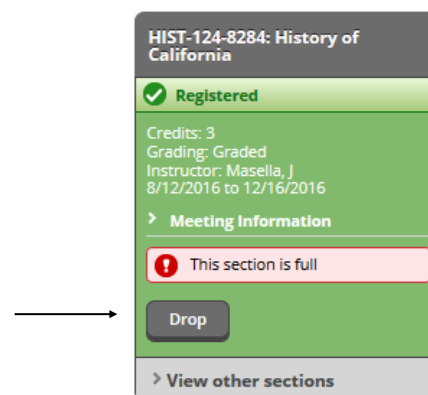 HIST-124-8284: History of
California
Registered
Credits: 3
Grading: Graded
Instructor: Masella, J
8/12/2016 to 12/16/2016
Meeting Information
This section is full
Drop
View other sections